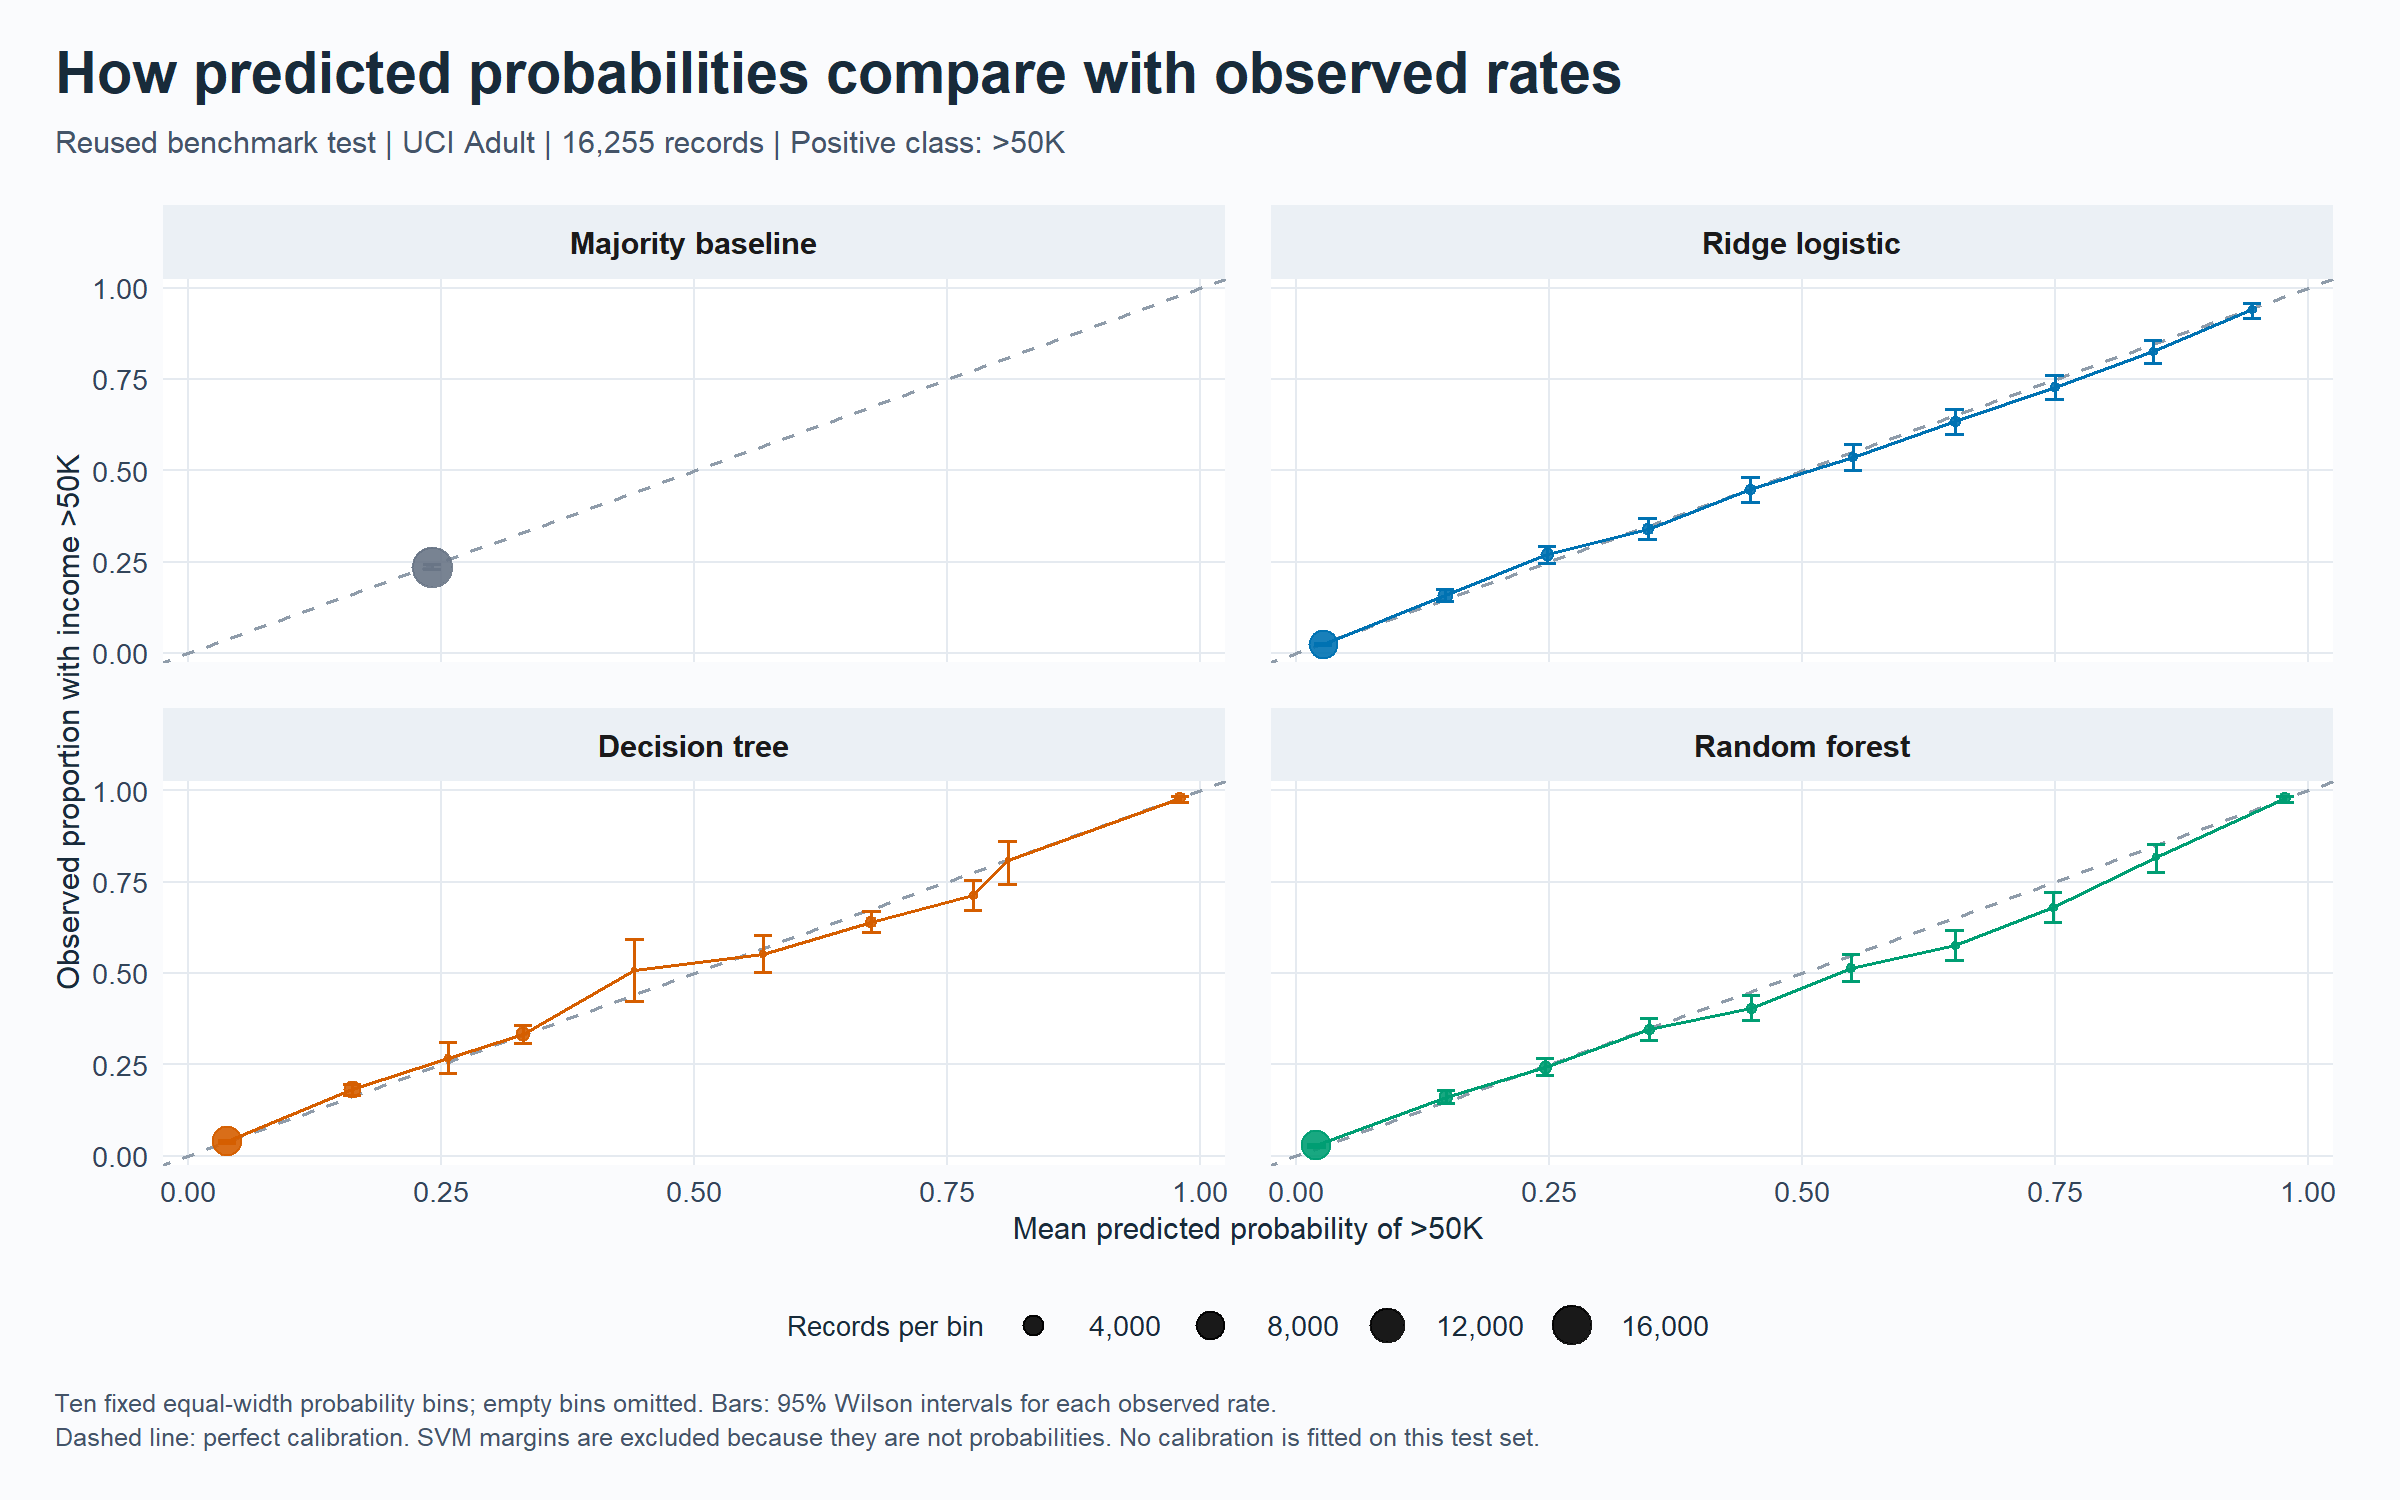 How predicted probabilities compare with observed rates
Reused benchmark test | UCI Adult | 16,255 records | Positive class: >50K
Majority baseline
Ridge logistic
1.00
0.75
0.50
0.25
0.00
Observed proportion with income >50K
Decision tree
Random forest
1.00
0.75
0.50
0.25
0.00
0.00 0.25 0.50 0.75 1.00 0.00 0.25 0.50 0.75 1.00
Mean predicted probability of >50K
Records per bin 4,000 8,000 12,000 16,000
Ten fixed equal-width probability bins; empty bins omitted. Bars: 95% Wilson intervals for each observed rate.
Dashed line: perfect calibration. SVM margins are excluded because they are not probabilities. No calibration is fitted on this test set.